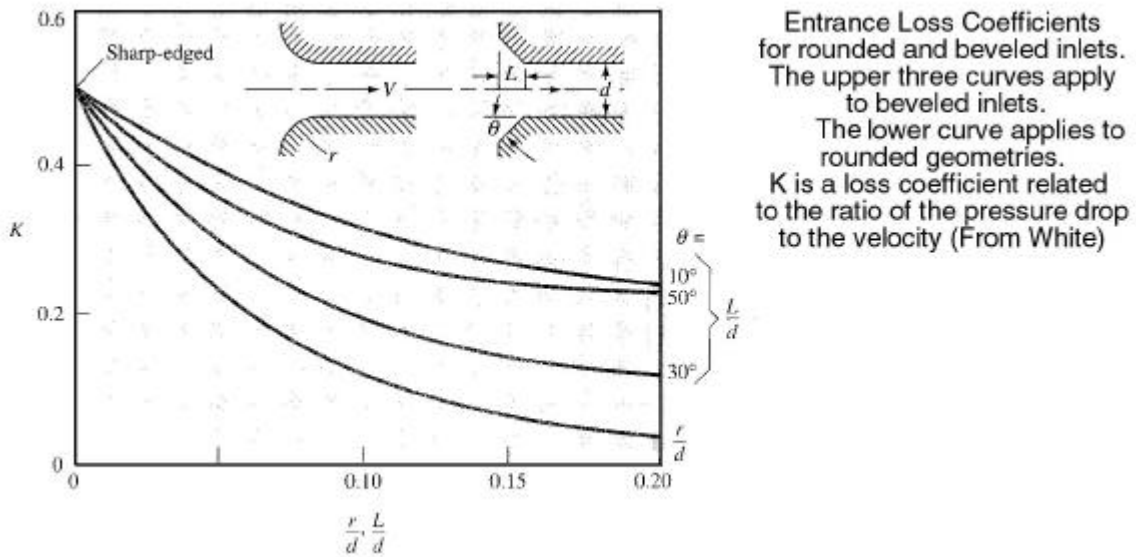 0.6
Sharp-edged
0.4
K
0.2
0
0
0.10
0.15
0.20
r/d, L/d
V
r
L
d
θ
θ =
10°
50°
30°
L/d
r/d
Entrance Loss Coefficients
for rounded and beveled inlets.
The upper three curves apply
to beveled inlets.
The lower curve applies to
rounded geometries.
K is a loss coefficient related
to the ratio of the pressure drop
to the velocity (From White)